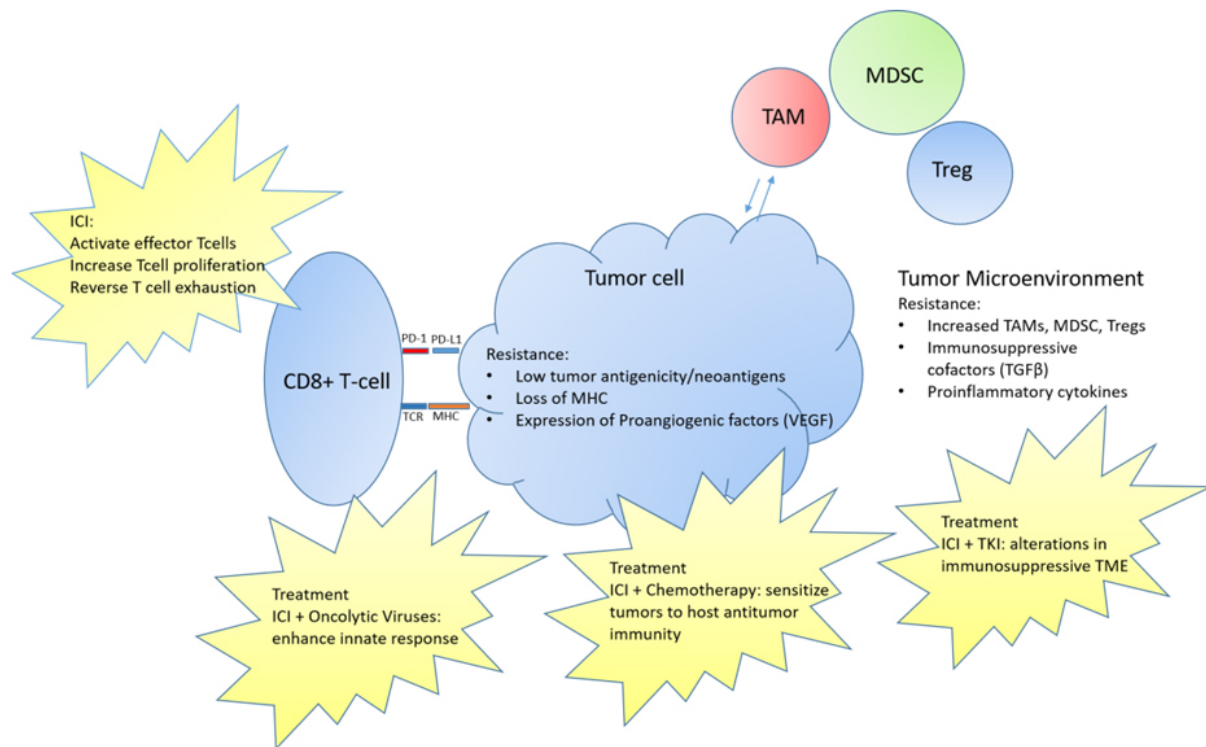 MDSC
TAM
Treg
ICI:
Activate effector Tcells
Increase Tcell proliferation
Reverse T cell exhaustion
CD8+ T-cell
PD-1 PD-L1
TCR MHC
Tumor cell
Resistance:
• Low tumor antigenicity/neoantigens
• Loss of MHC
• Expression of Proangiogenic factors (VEGF)
Tumor Microenvironment
Resistance:
• Increased TAMs, MDSC, Tregs
• Immunosuppressive
cofactors (TGFβ)
• Proinflammatory cytokines
Treatment
ICI + Oncolytic Viruses:
enhance innate response
Treatment
ICI + Chemotherapy: sensitize
tumors to host antitumor
immunity
Treatment
ICI + TKI: alterations in
immunosuppressive TME